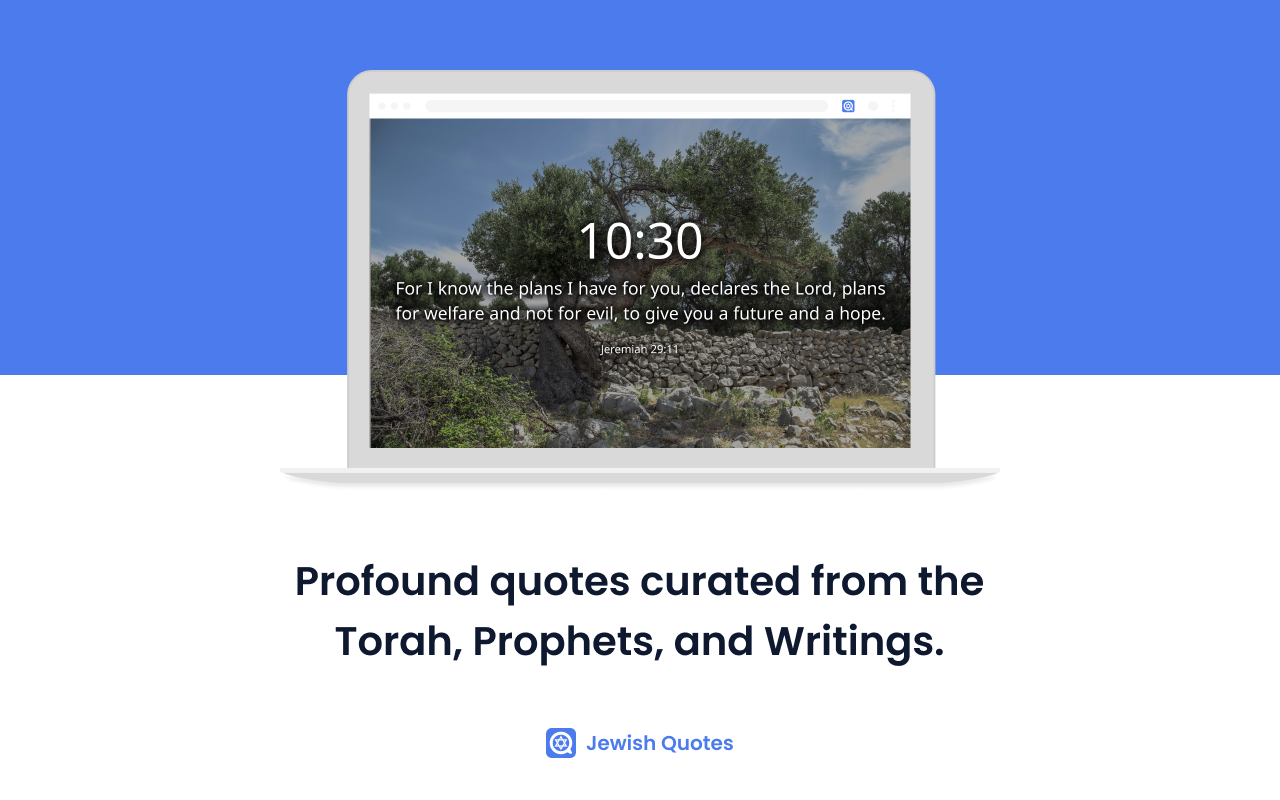 10:30
For I know the plans I have for you, declares the Lord, plans
for welfare and not for evil, to give you a future and a hope.
Jeremiah 29:11
Profound quotes curated from the
Torah, Prophets, and Writings.
Jewish Quotes